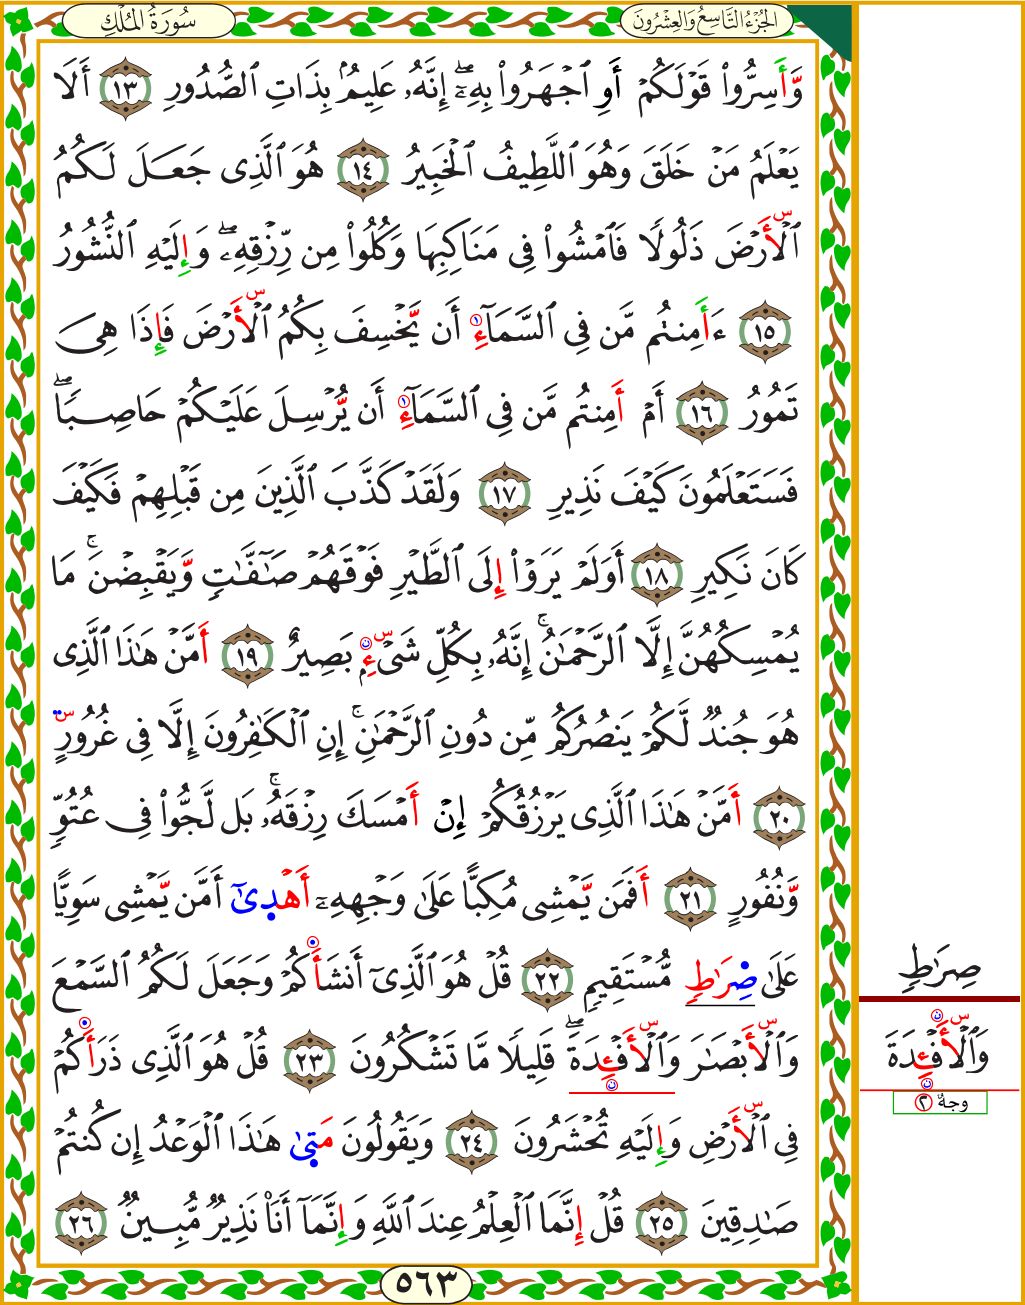 سُورَةُ المُلْكِ
الجُزْءُ التَّاسِعُ وَالعِشْرُونَ
وَّأَسِرُّوا۟ قَوْلَكُمْ أَوِ ٱجْهَرُوا۟ بِهِۦٓۖ إِنَّهُۥ عَلِيمُۢ بِذَاتِ ٱلصُّدُورِ ١٣ أَلَا
يَعْلَمُ مَنْ خَلَقَ وَهُوَ ٱللَّطِيفُ ٱلْخَبِيرُ ١٤ هُوَ ٱلَّذِى جَعَلَ لَكُمُ
ٱلْأَرْضَ ذَلُولًا فَٱمْشُوا۟ فِى مَنَاكِبِهَا وَكُلُوا۟ مِن رِّزْقِهِۦۖ وَإِلَيْهِ ٱلنُّشُورُ
١٥ ءَأَمِنتُم مَّن فِى ٱلسَّمَآءِ أَن يَّخْسِفَ بِكُمُ ٱلْأَرْضَ فَإِذَا هِىَ
تَمُورُ ١٦ أَمْ أَمِنتُم مَّن فِى ٱلسَّمَآءِ أَن يُّرْسِلَ عَلَيْكُمْ حَاصِبًاۖ
فَسَتَعْلَمُونَ كَيْفَ نَذِيرِ ١٧ وَلَقَدْ كَذَّبَ ٱلَّذِينَ مِن قَبْلِهِمْ فَكَيْفَ
كَانَ نَكِيرِ ١٨ أَوَلَمْ يَرَوْا۟ إِلَى ٱلطَّيْرِ فَوْقَهُمْ صَـٰٓفَّـٰتٍ وَّيَقْبِضْنَۚ مَا
يُمْسِكُهُنَّ إِلَّا ٱلرَّحْمَـٰنُۚ إِنَّهُۥ بِكُلِّ شَىْءٍۭ بَصِيرٌ ١٩ أَمَّنْ هَـٰذَا ٱلَّذِى
هُوَ جُندٌ لَّكُمْ يَنصُرُكُم مِّن دُونِ ٱلرَّحْمَـٰنِۚ إِنِ ٱلْكَـٰفِرُونَ إِلَّا فِى غُرُورٍ
٢٠ أَمَّنْ هَـٰذَا ٱلَّذِى يَرْزُقُكُمْ إِنْ أَمْسَكَ رِزْقَهُۥۚ بَل لَّجُّوا۟ فِى عُتُوٍّ
وَّنُفُورٍ ٢١ أَفَمَن يَّمْشِى مُكِبًّا عَلَىٰ وَجْهِهِۦٓ أَهْدِىٰٓ أَمَّن يَّمْشِى سَوِيًّا
عَلَىٰ صِرَٰطٍ مُّسْتَقِيمٍ ٢٢ قُلْ هُوَ ٱلَّذِىٓ أَنشَأَكُمْ وَجَعَلَ لَكُمُ ٱلسَّمْعَ
وَٱلْأَبْصَـٰرَ وَٱلْأَفْـِٔدَةَۖ قَلِيلًا مَّا تَشْكُرُونَ ٢٣ قُلْ هُوَ ٱلَّذِى ذَرَأَكُمْ
فِى ٱلْأَرْضِ وَإِلَيْهِ تُحْشَرُونَ ٢٤ وَيَقُولُونَ مَتِىٰ هَـٰذَا ٱلْوَعْدُ إِن كُنتُمْ
صَـٰدِقِينَ ٢٥ قُلْ إِنَّمَا ٱلْعِلْمُ عِندَ ٱللَّهِ وَإِنَّمَآ أَنَا۠ نَذِيرٌ مُّبِينٌ ٢٦
٥٦٣
صِرَٰطٍ
وَٱلْأَفْـِٔدَةَ
وجهٌ ٢